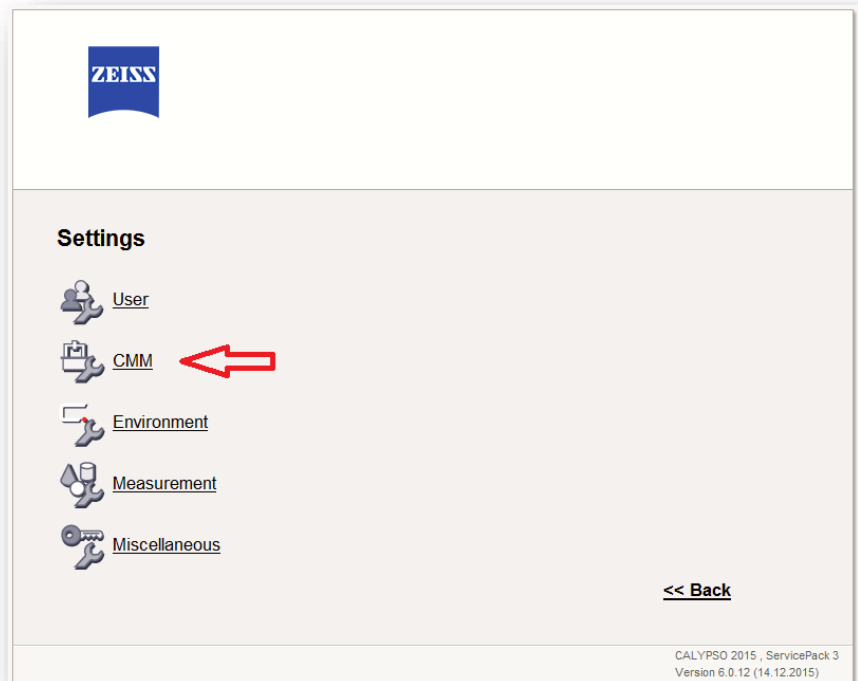 ZEISS
Settings
User
CMM
Environment
Measurement
Miscellaneous
<< Back
CALYPSO 2015 , ServicePack 3
Version 6.0.12 (14.12.2015)